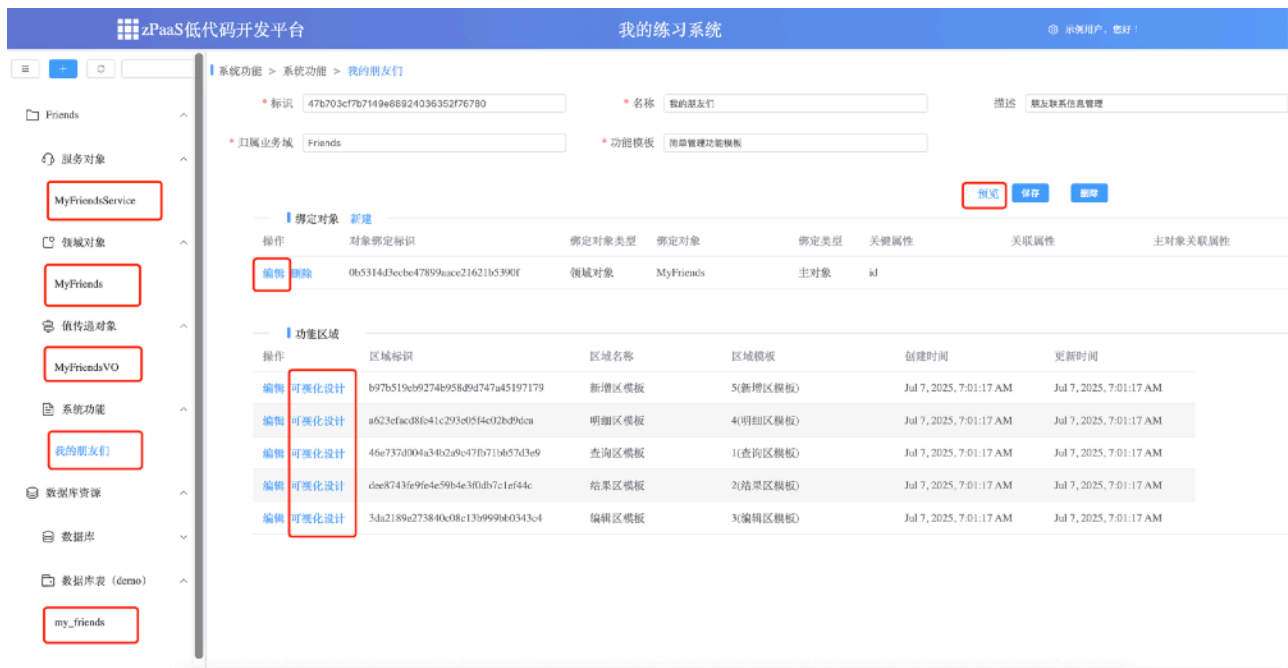 zPaaS低代码开发平台 我的练习系统 示例用户，您好！
系统功能 > 系统功能 > 我的朋友们
* 标识 47b703cf7b7149e88924036352f76780 * 名称 我的朋友们 描述 朋友联系信息管理
* 归属业务域 Friends * 功能模板 简单管理功能模板
预览 保存 删除
Friends
服务对象
MyFriendsService
领域对象
MyFriends
值传递对象
MyFriendsVO
系统功能
我的朋友们
数据库资源
数据库
数据库表（demo）
my_friends
绑定对象 新建
操作 对象绑定标识 绑定对象类型 绑定对象 绑定类型 关键属性 关联属性 主对象关联属性
编辑 删除 0b5314d3ecbe47899aace21621b5390f 领域对象 MyFriends 主对象 id
功能区域
操作 区域标识 区域名称 区域模板 创建时间 更新时间
编辑 可视化设计 b97b519eb9274b958d9d747a45197179 新增区模板 5(新增区模板) Jul 7, 2025, 7:01:17 AM Jul 7, 2025, 7:01:17 AM
编辑 可视化设计 a623efacd8fe41c293e05f4e02bd9dca 明细区模板 4(明细区模板) Jul 7, 2025, 7:01:17 AM Jul 7, 2025, 7:01:17 AM
编辑 可视化设计 46e737d004a34b2a9c47fb71bb57d3e9 查询区模板 1(查询区模板) Jul 7, 2025, 7:01:17 AM Jul 7, 2025, 7:01:17 AM
编辑 可视化设计 dee8743fe9fe4e59b4e3f0db7c1ef44c 结果区模板 2(结果区模板) Jul 7, 2025, 7:01:17 AM Jul 7, 2025, 7:01:17 AM
编辑 可视化设计 3da2189e273840c08c13b999bb0343c4 编辑区模板 3(编辑区模板) Jul 7, 2025, 7:01:17 AM Jul 7, 2025, 7:01:17 AM